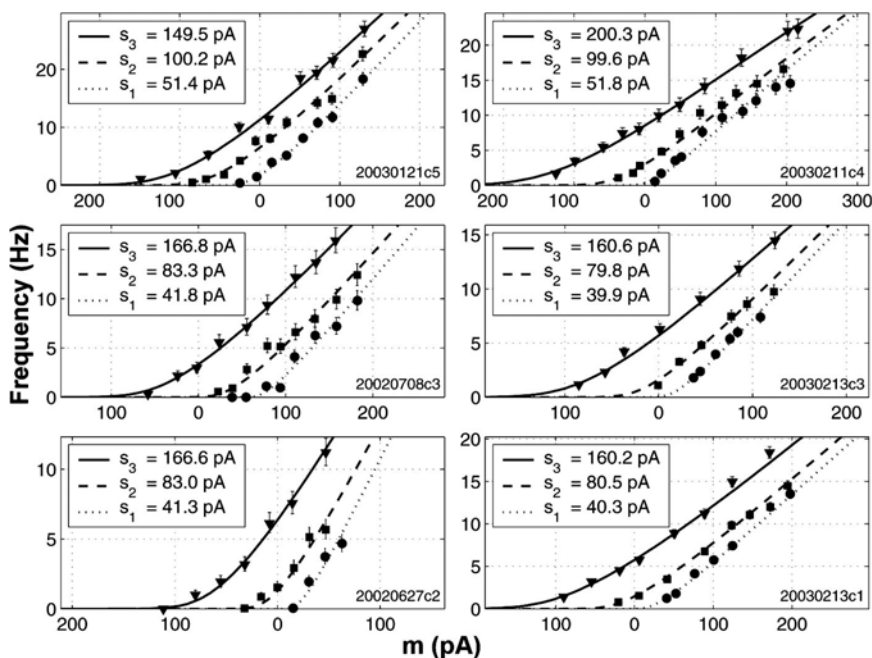 Frequency (Hz)
20
10
0
s3 = 149.5 pA
s2 = 100.2 pA
s1 = 51.4 pA
20030121c5
200 100 0 100 200
20
10
0
s3 = 200.3 pA
s2 = 99.6 pA
s1 = 51.8 pA
20030211c4
200 100 0 100 200 300
15
10
5
0
s3 = 166.8 pA
s2 = 83.3 pA
s1 = 41.8 pA
20020708c3
100 0 100 200
15
10
5
0
s3 = 160.6 pA
s2 = 79.8 pA
s1 = 39.9 pA
20030213c3
100 0 100 200
10
5
0
s3 = 166.6 pA
s2 = 83.0 pA
s1 = 41.3 pA
20020627c2
200 100 0 100
20
15
10
5
0
s3 = 160.2 pA
s2 = 80.5 pA
s1 = 40.3 pA
20030213c1
100 0 100 200
m (pA)